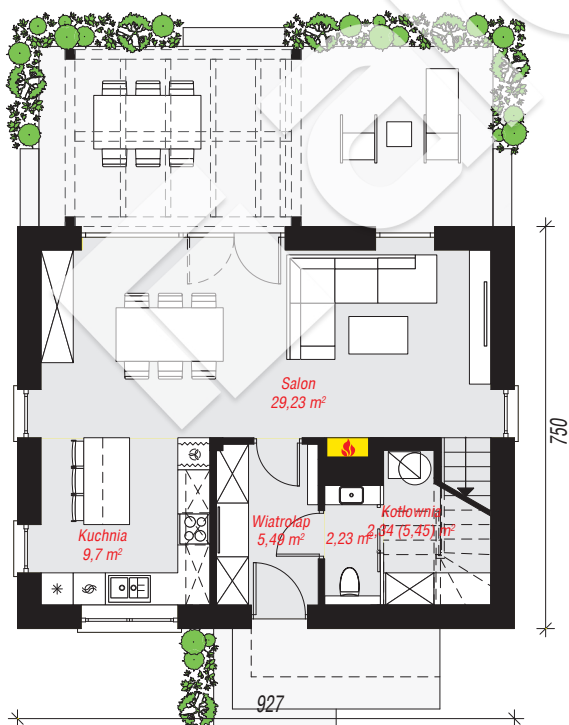 Salon
29,23 m²
750
Kuchnia
9,7 m²
Wiatrołap
5,49 m²
2,23 m²
Kotłownia
2,94 (5,45) m²
927